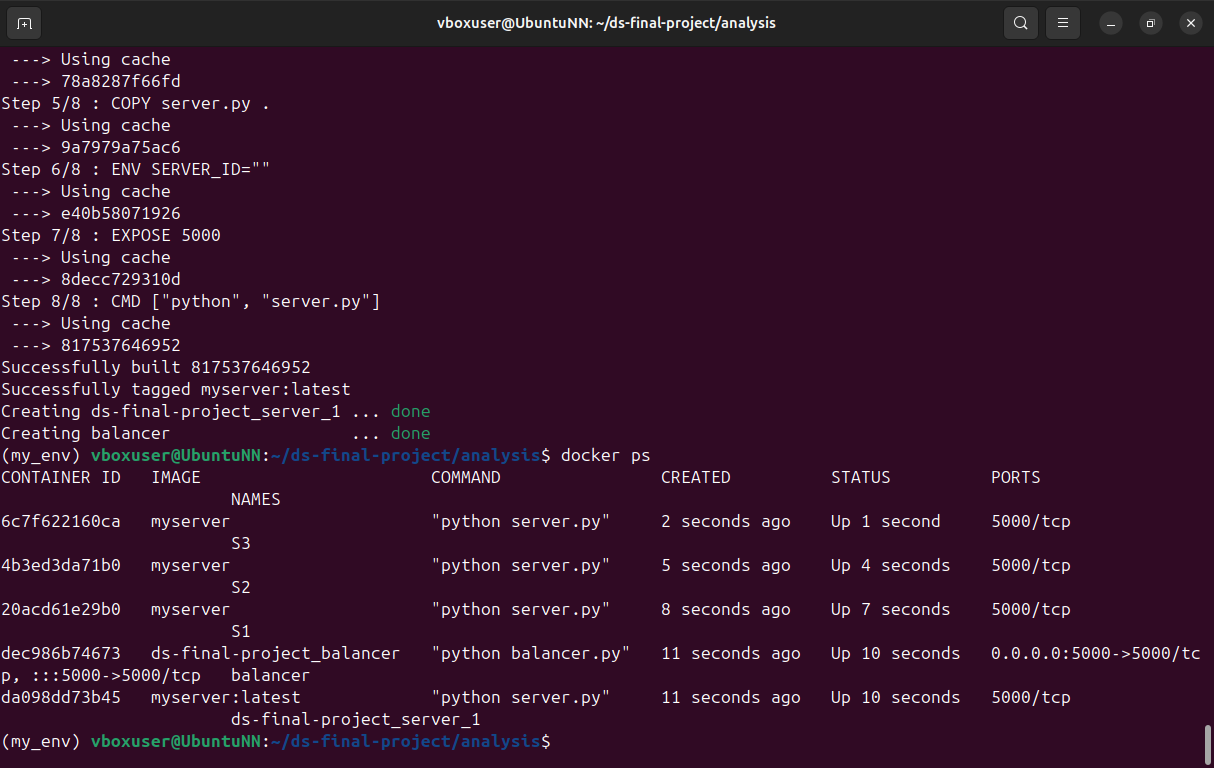 vboxuser@UbuntuNN: ~/ds-final-project/analysis
 ---> Using cache
 ---> 78a8287f66fd
Step 5/8 : COPY server.py .
 ---> Using cache
 ---> 9a7979a75ac6
Step 6/8 : ENV SERVER_ID=""
 ---> Using cache
 ---> e40b58071926
Step 7/8 : EXPOSE 5000
 ---> Using cache
 ---> 8decc729310d
Step 8/8 : CMD ["python", "server.py"]
 ---> Using cache
 ---> 817537646952
Successfully built 817537646952
Successfully tagged myserver:latest
Creating ds-final-project_server_1 ... done
Creating balancer                  ... done
(my_env) vboxuser@UbuntuNN:~/ds-final-project/analysis$ docker ps
CONTAINER ID   IMAGE                       COMMAND                CREATED          STATUS          PORTS
                       NAMES
6c7f622160ca   myserver                    "python server.py"     2 seconds ago    Up 1 second     5000/tcp
                       S3
4b3ed3da71b0   myserver                    "python server.py"     5 seconds ago    Up 4 seconds    5000/tcp
                       S2
20acd61e29b0   myserver                    "python server.py"     8 seconds ago    Up 7 seconds    5000/tcp
                       S1
dec986b74673   ds-final-project_balancer   "python balancer.py"   11 seconds ago   Up 10 seconds   0.0.0.0:5000->5000/tc
p, :::5000->5000/tcp   balancer
da098dd73b45   myserver:latest             "python server.py"     11 seconds ago   Up 10 seconds   5000/tcp
                       ds-final-project_server_1
(my_env) vboxuser@UbuntuNN:~/ds-final-project/analysis$